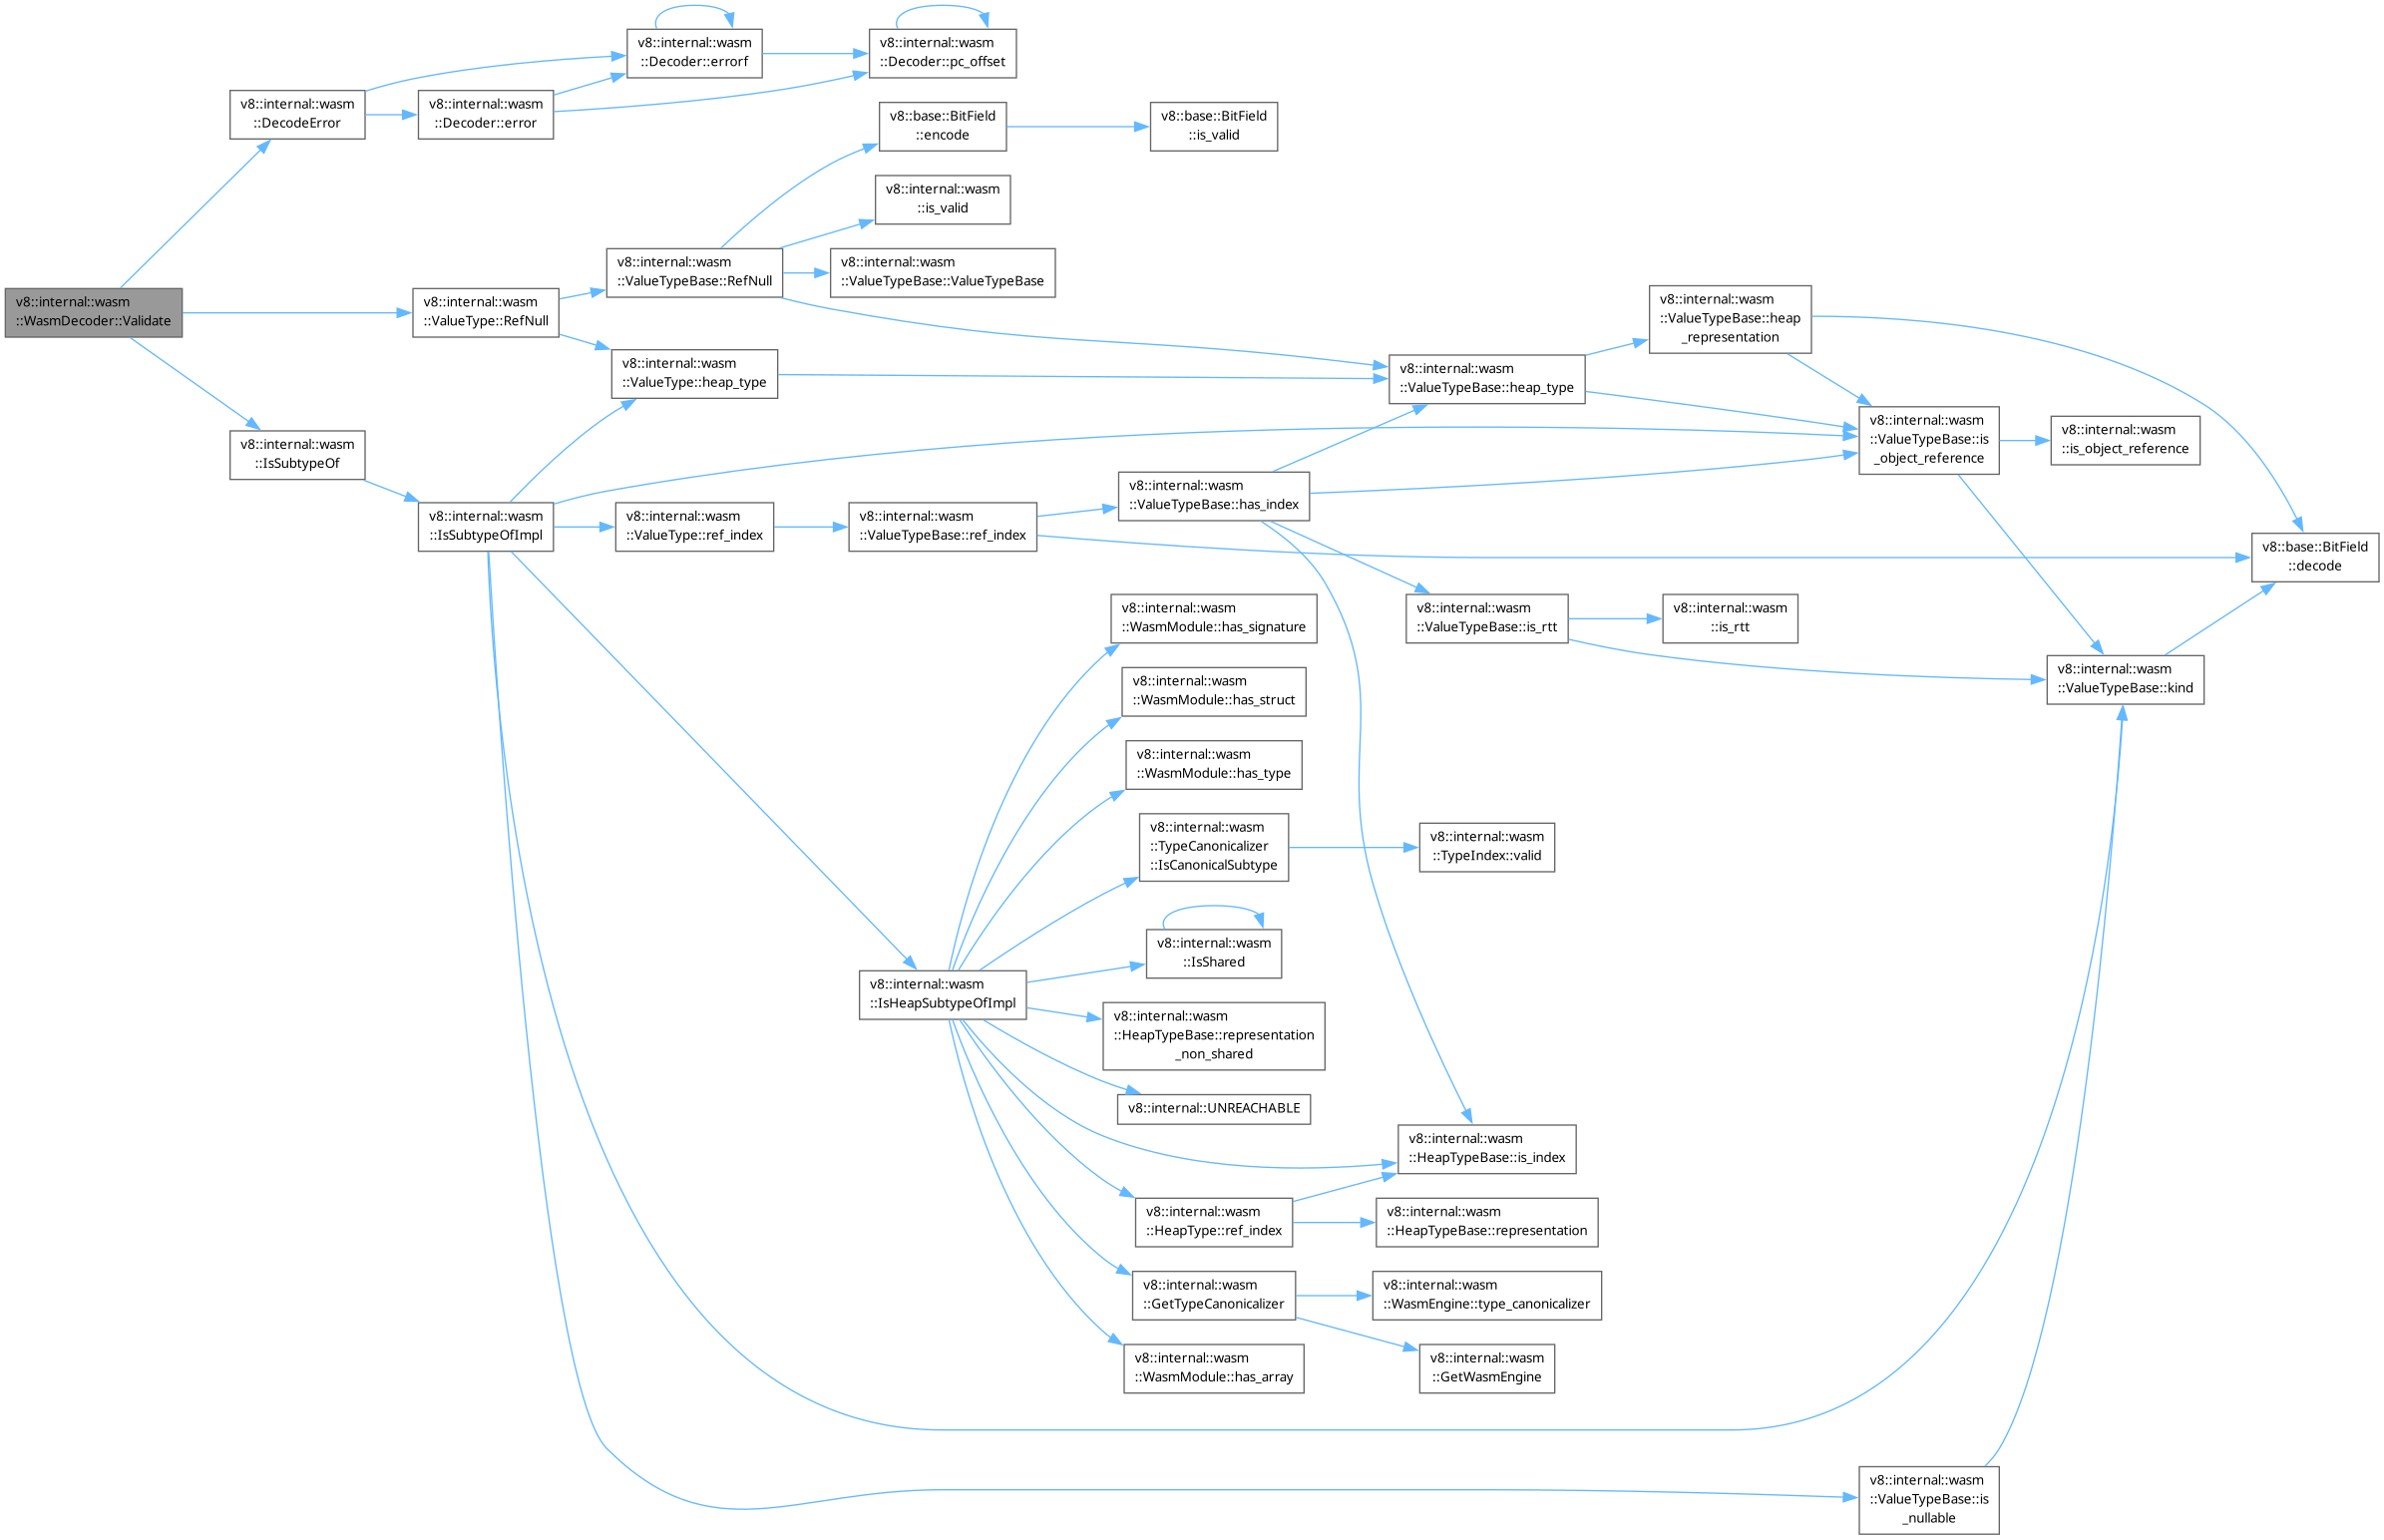 v8::internal::wasm
::WasmDecoder::Validate
v8::internal::wasm
::DecodeError
v8::internal::wasm
::Decoder::error
v8::internal::wasm
::Decoder::errorf
v8::internal::wasm
::Decoder::pc_offset
v8::base::BitField
::encode
v8::base::BitField
::is_valid
v8::internal::wasm
::is_valid
v8::internal::wasm
::ValueTypeBase::RefNull
v8::internal::wasm
::ValueTypeBase::ValueTypeBase
v8::internal::wasm
::ValueType::RefNull
v8::internal::wasm
::ValueType::heap_type
v8::internal::wasm
::ValueTypeBase::heap_type
v8::internal::wasm
::ValueTypeBase::heap
_representation
v8::internal::wasm
::ValueTypeBase::is
_object_reference
v8::internal::wasm
::is_object_reference
v8::internal::wasm
::IsSubtypeOf
v8::internal::wasm
::IsSubtypeOfImpl
v8::internal::wasm
::ValueType::ref_index
v8::internal::wasm
::ValueTypeBase::ref_index
v8::internal::wasm
::ValueTypeBase::has_index
v8::base::BitField
::decode
v8::internal::wasm
::ValueTypeBase::is_rtt
v8::internal::wasm
::is_rtt
v8::internal::wasm
::ValueTypeBase::kind
v8::internal::wasm
::WasmModule::has_signature
v8::internal::wasm
::WasmModule::has_struct
v8::internal::wasm
::WasmModule::has_type
v8::internal::wasm
::TypeCanonicalizer
::IsCanonicalSubtype
v8::internal::wasm
::TypeIndex::valid
v8::internal::wasm
::IsShared
v8::internal::wasm
::IsHeapSubtypeOfImpl
v8::internal::wasm
::HeapTypeBase::representation
_non_shared
v8::internal::UNREACHABLE
v8::internal::wasm
::HeapTypeBase::is_index
v8::internal::wasm
::HeapType::ref_index
v8::internal::wasm
::HeapTypeBase::representation
v8::internal::wasm
::GetTypeCanonicalizer
v8::internal::wasm
::WasmEngine::type_canonicalizer
v8::internal::wasm
::GetWasmEngine
v8::internal::wasm
::WasmModule::has_array
v8::internal::wasm
::ValueTypeBase::is
_nullable